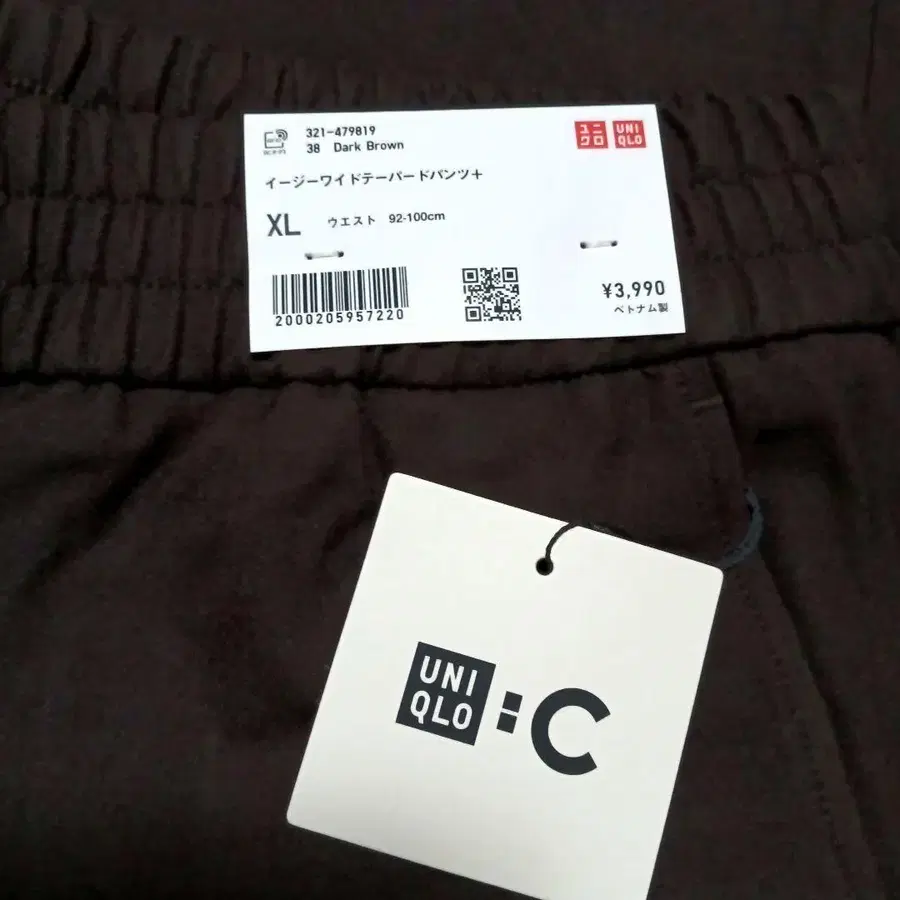 321-479819
38 Dark Brown
ユニ
クロ
UNI
QLO
イージーワイドテーパードパンツ+
XL ウエスト 92-100cm
2000205957220
¥3,990
ベトナム製
UNI
QLO
: C